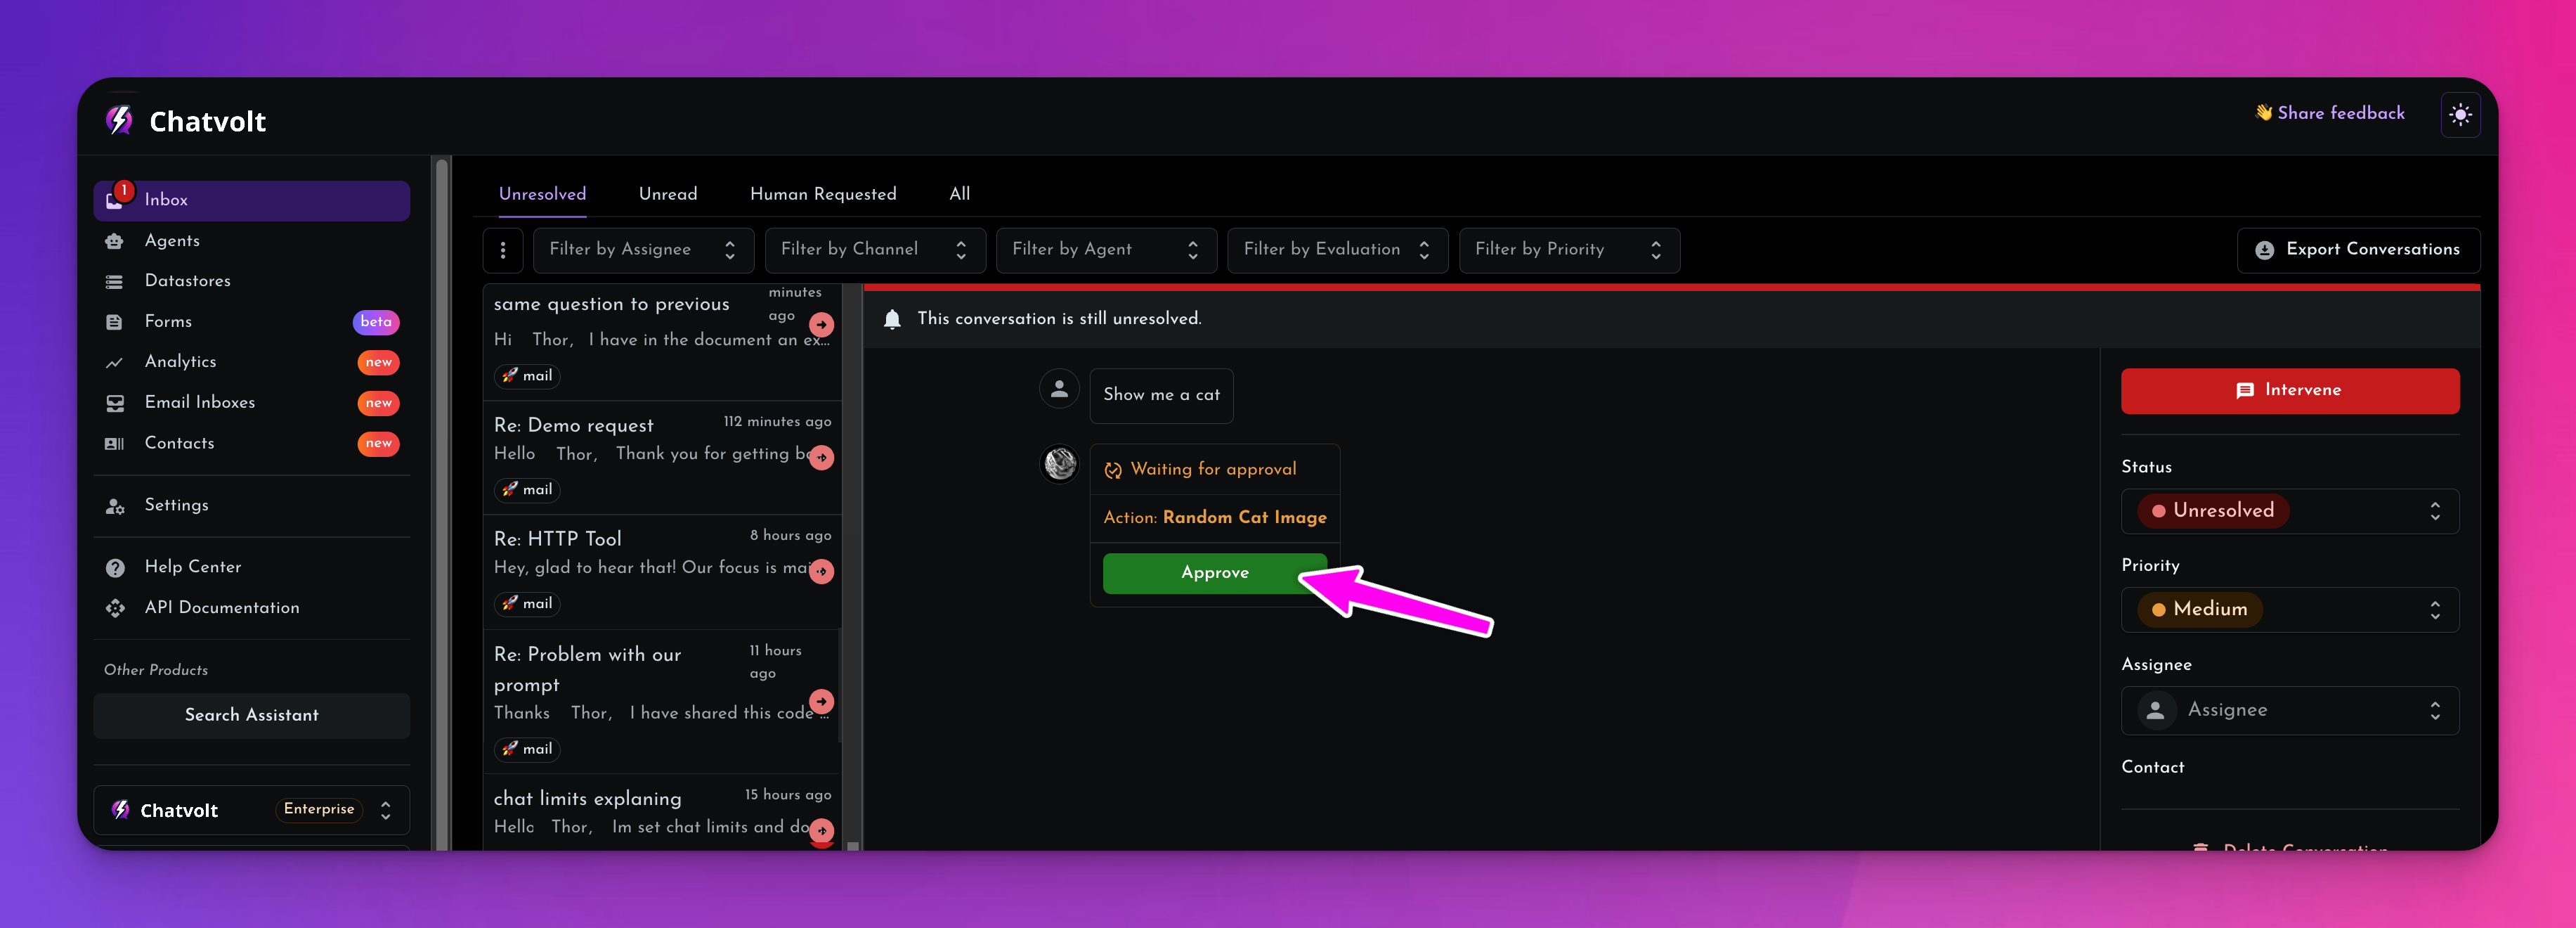 Chatvolt
👋 Share feedback
1
Inbox
Agents
Datastores
Forms
beta
Analytics
new
Email Inboxes
new
Contacts
new
Settings
Help Center
API Documentation
Other Products
Search Assistant
Chatvolt
Enterprise
Unresolved
Unread
Human Requested
All
Filter by Assignee
Filter by Channel
Filter by Agent
Filter by Evaluation
Filter by Priority
Export Conversations
same question to previous
minutes
ago
Hi Thor, I have in the document an ex...
🚀 mail
Re: Demo request
112 minutes ago
Hello Thor, Thank you for getting
🚀 mail
Re: HTTP Tool
8 hours ago
Hey, glad to hear that! Our focus is
🚀 mail
Re: Problem with our
prompt
11 hours
ago
Thanks Thor, I have shared this code ...
🚀 mail
chat limits explaning
15 hours ago
Hello Thor, Im set chat limits and
This conversation is still unresolved.
Show me a cat
Waiting for approval
Action: Random Cat Image
Approve
Intervene
Status
Unresolved
Priority
Medium
Assignee
Assignee
Contact
Delete Conversation